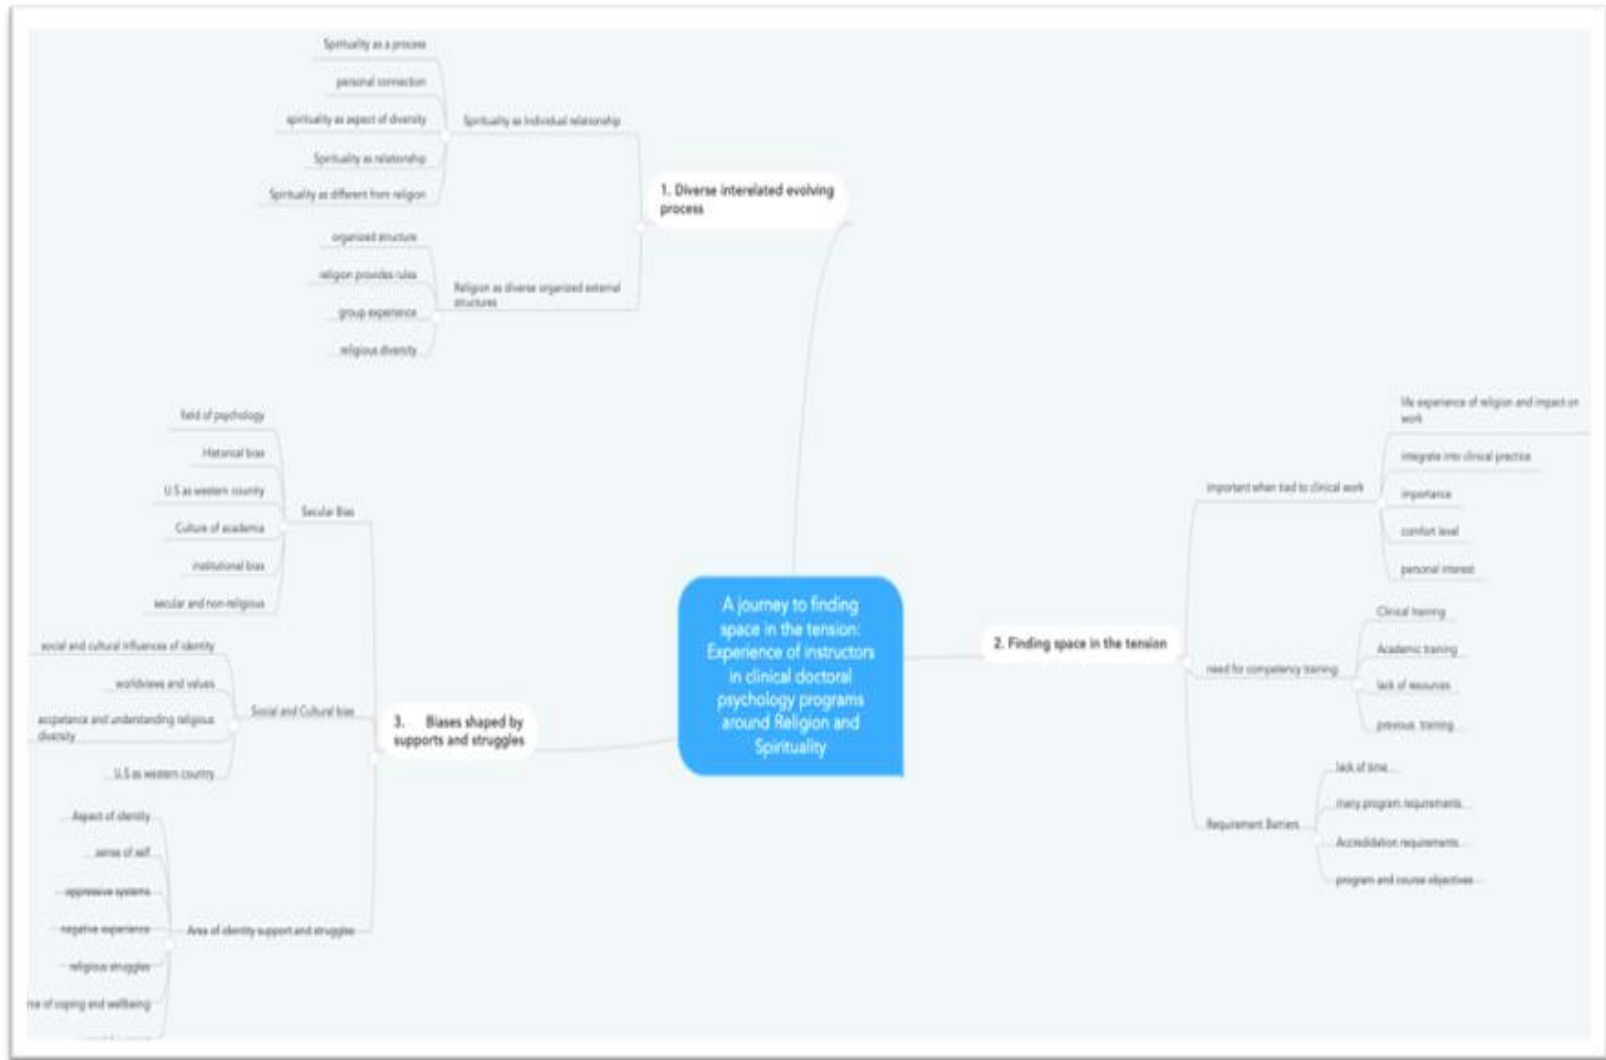 Spirituality as a process
personal connection
spirituality as aspect of diversity
Spirituality as relationship
Spirituality as different from religion
Spirituality as Individual relationship
organized structure
religion provides rules
group experience
religious diversity
Religion as diverse organized external
structures
1. Diverse interelated evolving
process
field of psychology
Historical bias
U.S as western country
Culture of academia
institutional bias
secular and non-religious
Secular Bias
social and cultural influences of identity
worldviews and values
accpetance and understanding religious
diversity
U.S as western country
Social and Cultural bias
Aspect of identity
sense of self
oppressive systems
negative experience
religious struggles
of coping and wellbeing
Area of identity support and struggles
3. Biases shaped by
supports and struggles
A journey to finding
space in the tension:
Experience of instructors
in clinical doctoral
psychology programs
around Religion and
Spirituality
2. Finding space in the tension
important when tied to clinical work
life experience of religion and impact on
work
integrate into clinical practice
importance
comfort level
personal interest
need for competency training
Clinical training
Academic training
lack of resources
prevous training
Requirement Barriers
lack of time
many program requirements
Accredidation requirements
program and course objectives